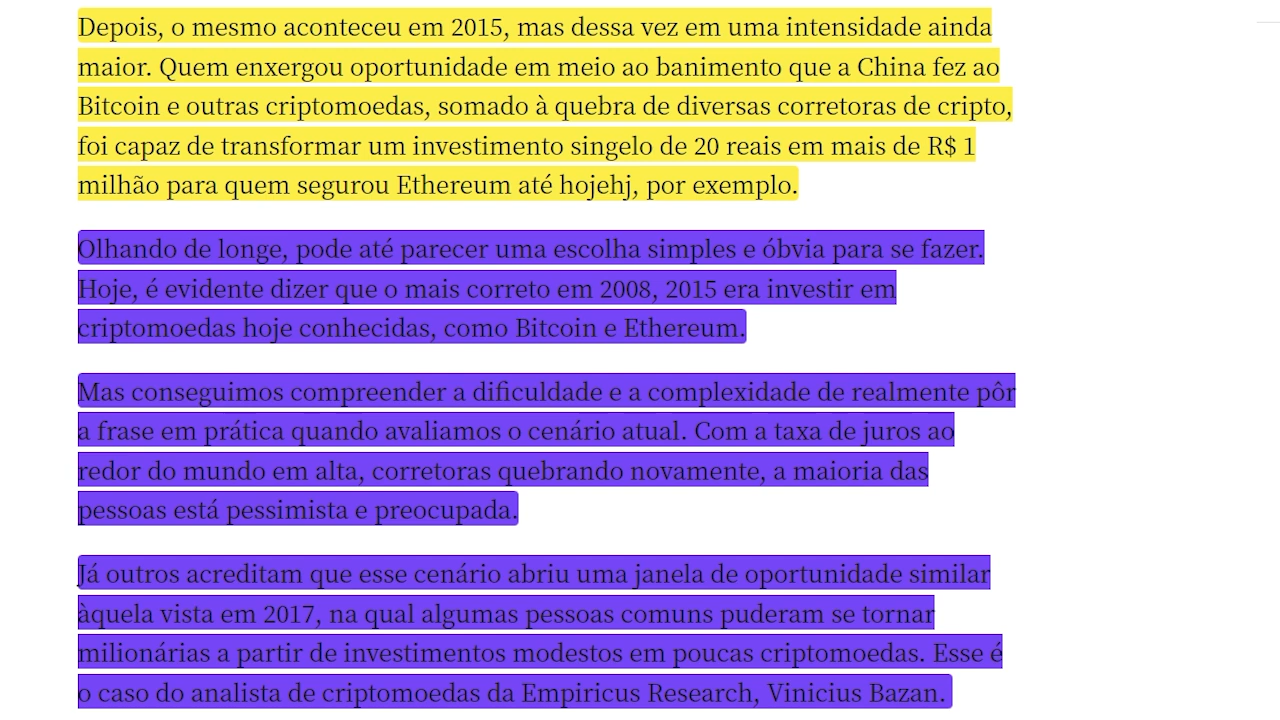 Depois, o mesmo aconteceu em 2015, mas dessa vez em uma intensidade ainda
maior. Quem enxergou oportunidade em meio ao banimento que a China fez ao
Bitcoin e outras criptomoedas, somado à quebra de diversas corretoras de cripto,
foi capaz de transformar um investimento singelo de 20 reais em mais de R$ 1
milhão para quem segurou Ethereum até hojehj, por exemplo.
Olhando de longe, pode até parecer uma escolha simples e óbvia para se fazer.
Hoje, é evidente dizer que o mais correto em 2008, 2015 era investir em
criptomoedas hoje conhecidas, como Bitcoin e Ethereum.
Mas conseguimos compreender a dificuldade e a complexidade de realmente pôr
a frase em prática quando avaliamos o cenário atual. Com a taxa de juros ao
redor do mundo em alta, corretoras quebrando novamente, a maioria das
pessoas está pessimista e preocupada.
Já outros acreditam que esse cenário abriu uma janela de oportunidade similar
àquela vista em 2017, na qual algumas pessoas comuns puderam se tornar
milionárias a partir de investimentos modestos em poucas criptomoedas. Esse é
o caso do analista de criptomoedas da Empiricus Research, Vinicius Bazan.